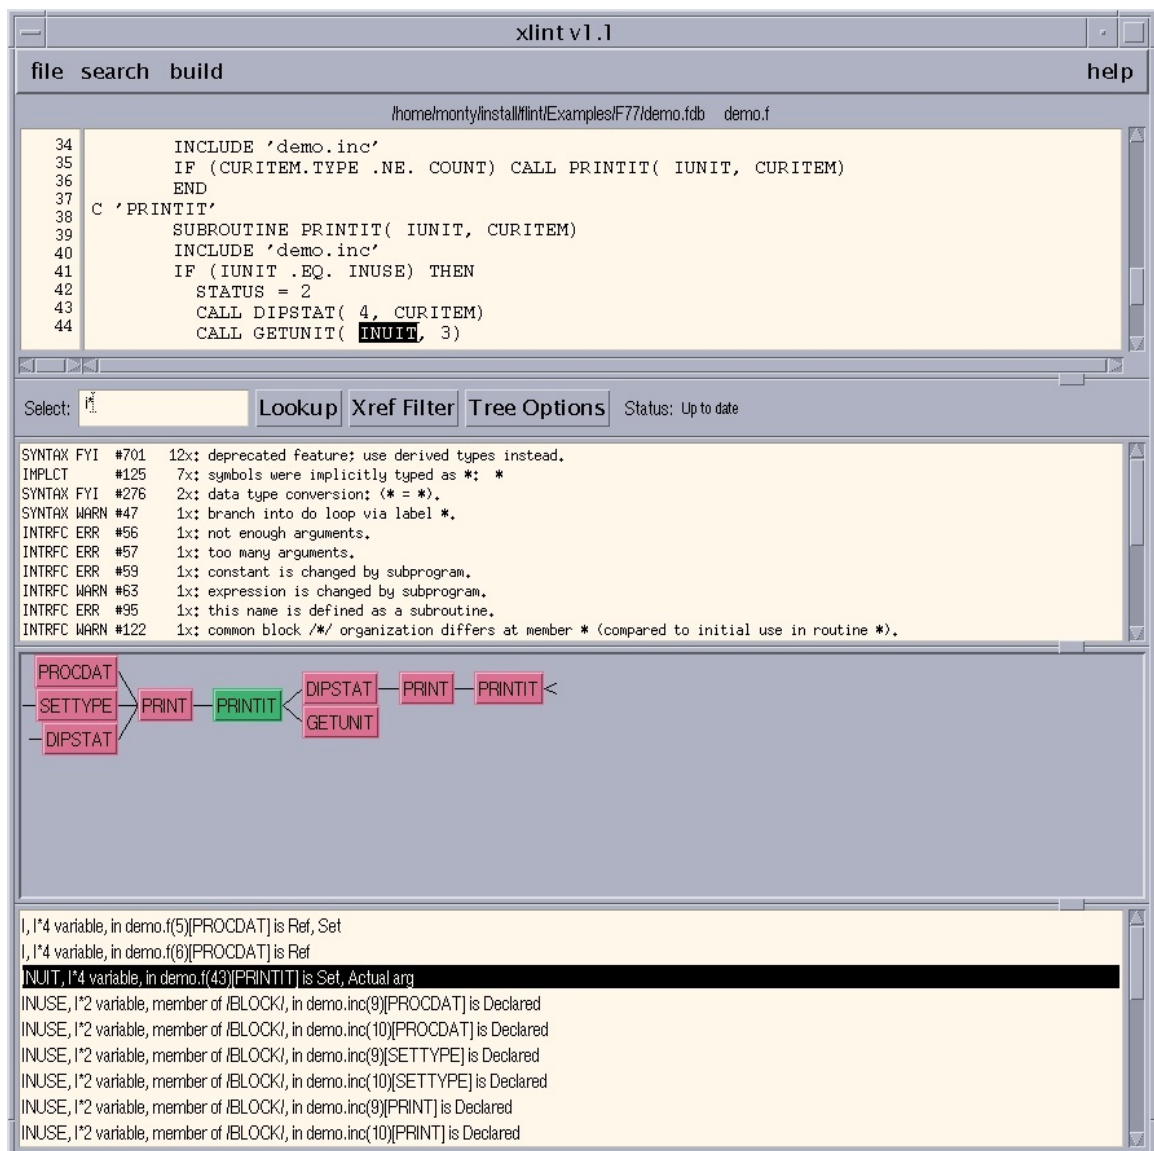 xlint v1.1
file search build help
/home/monty/install/flint/Examples/F77/demo.fdb demo.f
34 INCLUDE 'demo.inc'
35 IF (CURITEM.TYPE .NE. COUNT) CALL PRINTIT( IUNIT, CURITEM)
36 END
37 C 'PRINTIT'
38 SUBROUTINE PRINTIT( IUNIT, CURITEM)
39 INCLUDE 'demo.inc'
40 IF (IUNIT .EQ. INUSE) THEN
41 STATUS = 2
42 CALL DIPSTAT( 4, CURITEM)
43 CALL GETUNIT( INUIT, 3)
44
Select: i* Lookup Xref Filter Tree Options Status: Up to date
SYNTAX FYI #701 12x: deprecated feature; use derived types instead.
IMPLCT #125 7x: symbols were implicitly typed as *: *
SYNTAX FYI #276 2x: data type conversion: (* = *).
SYNTAX WARN #47 1x: branch into do loop via label *.
INTRFC ERR #56 1x: not enough arguments.
INTRFC ERR #57 1x: too many arguments.
INTRFC ERR #59 1x: constant is changed by subprogram.
INTRFC WARN #63 1x: expression is changed by subprogram.
INTRFC ERR #95 1x: this name is defined as a subroutine.
INTRFC WARN #122 1x: common block /*/ organization differs at member * (compared to initial use in routine *).
PROCDAT
SETTYPE PRINT PRINTIT DIPSTAT PRINT PRINTIT
DIPSTAT GETUNIT
I, I*4 variable, in demo.f(5)[PROCDAT] is Ref, Set
I, I*4 variable, in demo.f(6)[PROCDAT] is Ref
INUIT, I*4 variable, in demo.f(43)[PRINTIT] is Set, Actual arg
INUSE, I*2 variable, member of /BLOCK/, in demo.inc(9)[PROCDAT] is Declared
INUSE, I*2 variable, member of /BLOCK/, in demo.inc(10)[PROCDAT] is Declared
INUSE, I*2 variable, member of /BLOCK/, in demo.inc(9)[SETTYPE] is Declared
INUSE, I*2 variable, member of /BLOCK/, in demo.inc(10)[SETTYPE] is Declared
INUSE, I*2 variable, member of /BLOCK/, in demo.inc(9)[PRINT] is Declared
INUSE, I*2 variable, member of /BLOCK/, in demo.inc(10)[PRINT] is Declared